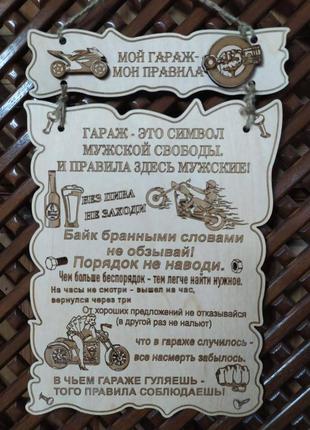 МОЙ ГАРАЖ-
МОИ ПРАВИЛА
ГАРАЖ - ЭТО СИМВОЛ
МУЖСКОЙ СВОБОДЫ.
И ПРАВИЛА ЗДЕСЬ МУЖСКИЕ!
БЕЗ ПИВА
НЕ ЗАХОДИ
Байк бранными словами
не обзывай!
Порядок не наводи.
Чем больше беспорядок - тем легче найти нужное.
На часы не смотри - вышел на час,
вернулся через три
От хороших предложений не отказывайся
(в другой раз не нальют)
что в гараже случилось -
все насмерть забылось.
В ЧЬЕМ ГАРАЖЕ ГУЛЯЕШЬ -
ТОГО ПРАВИЛА СОБЛЮДАЕШЬ!